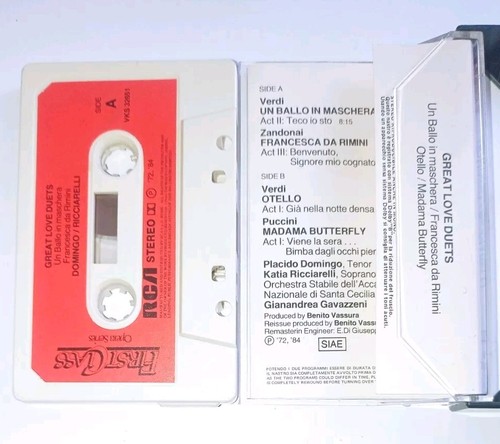 GREAT LOVE DUETS
Un Ballo in maschera
Francesca da Rimini
DOMINGO / RICCIARELLI
SIDE
A
VKS 32651
℗ '72, '84
RCA STEREO
FIRST CLASS
Opera Series
SIDE A
Verdi
UN BALLO IN MASCHERA
Act II: Teco io sto 8:15
Zandonai
FRANCESCA DA RIMINI
Act III: Benvenuto,
Signore mio cognato
SIDE B
Verdi
OTELLO
Act I: Già nella notte densa
Puccini
MADAMA BUTTERFLY
Act I: Viene la sera . . .
Bimba dagli occhi pien
Placido Domingo, Tenor
Katia Ricciarelli, Soprano
Orchestra Stabile dell'Acca
Nazionale di Santa Cecilia
Gianandrea Gavazzeni
Produced by Benito Vassura
Reissue produced by Benito Vassura
Remasterin Engineer: E.Di Giusepp
℗ '72, '84
SIAE
GREAT LOVE DUETS
Un Ballo in maschera / Francesca da Rimini
Otello / Madama Butterfly